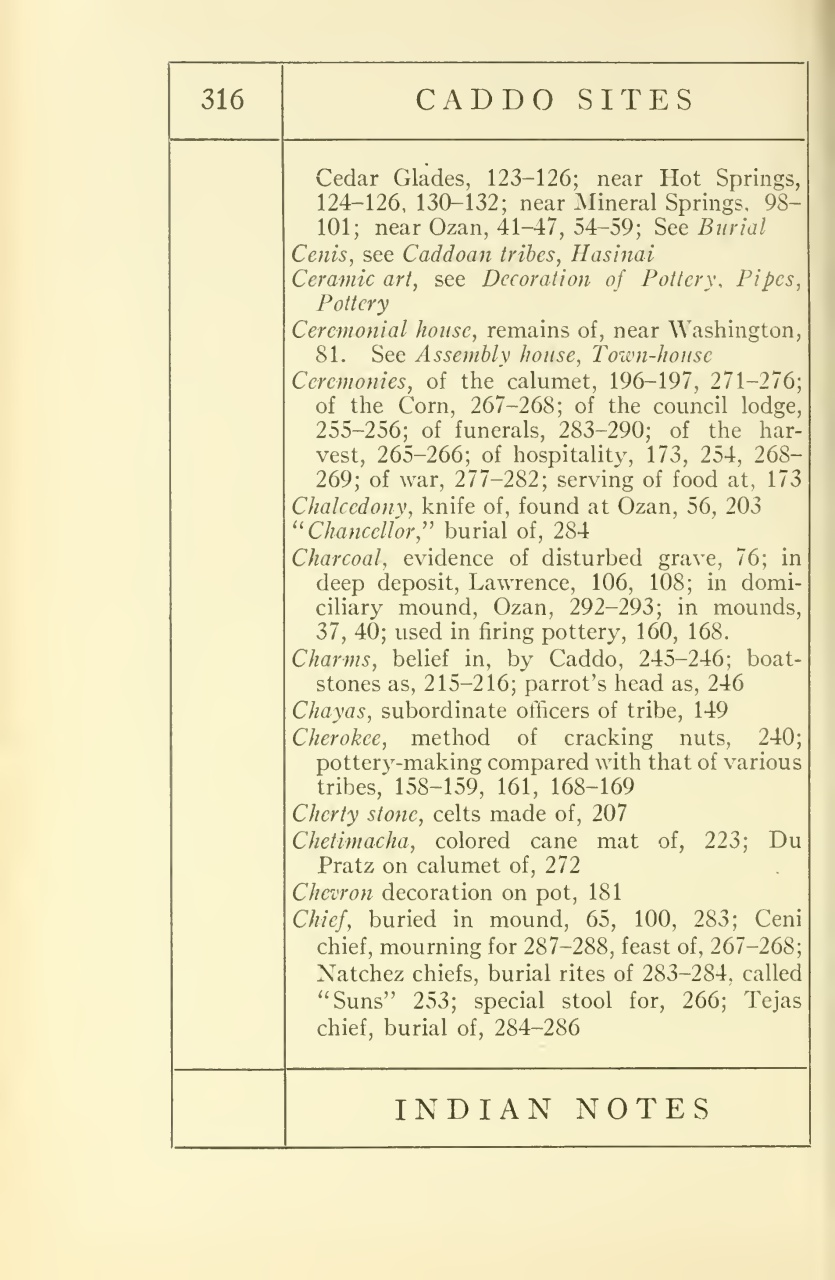 316
CADDO SITES
Cedar Glades, 123–126; near Hot Springs,
124–126, 130–132; near Mineral Springs, 98–
101; near Ozan, 41–47, 54–59; See Burial
Cenis, see Caddoan tribes, Hasinai
Ceramic art, see Decoration of Pottery, Pipes,
Pottery
Ceremonial house, remains of, near Washington,
81. See Assembly house, Town-house
Ceremonies, of the calumet, 196–197, 271–276;
of the Corn, 267–268; of the council lodge,
255–256; of funerals, 283–290; of the har-
vest, 265–266; of hospitality, 173, 254, 268–
269; of war, 277–282; serving of food at, 173
Chalcedony, knife of, found at Ozan, 56, 203
"Chancellor," burial of, 284
Charcoal, evidence of disturbed grave, 76; in
deep deposit, Lawrence, 106, 108; in domi-
ciliary mound, Ozan, 292–293; in mounds,
37, 40; used in firing pottery, 160, 168.
Charms, belief in, by Caddo, 245–246; boat-
stones as, 215–216; parrot's head as, 246
Chayas, subordinate officers of tribe, 149
Cherokee, method of cracking nuts, 240;
pottery-making compared with that of various
tribes, 158–159, 161, 168–169
Cherty stone, celts made of, 207
Chetimacha, colored cane mat of, 223; Du
Pratz on calumet of, 272
Chevron decoration on pot, 181
Chief, buried in mound, 65, 100, 283; Ceni
chief, mourning for 287–288, feast of, 267–268;
Natchez chiefs, burial rites of 283–284, called
"Suns" 253; special stool for, 266; Tejas
chief, burial of, 284–286
INDIAN NOTES